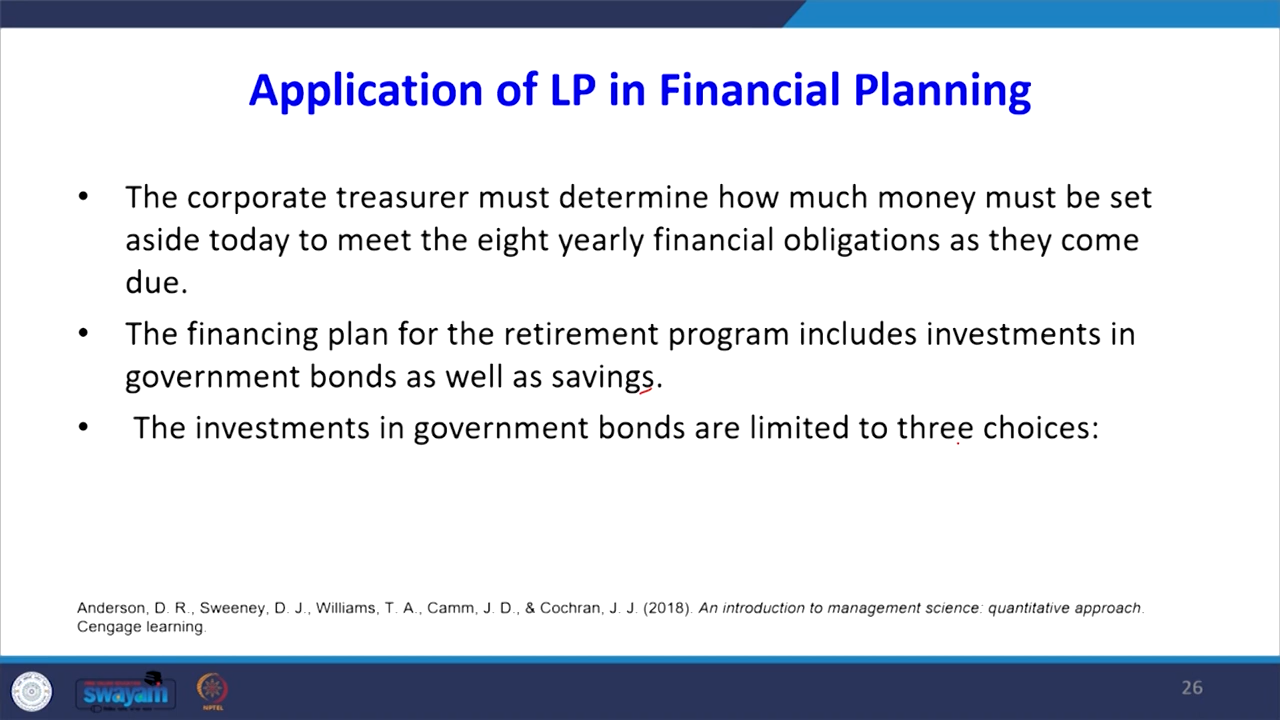 Application of LP in Financial Planning
• The corporate treasurer must determine how much money must be set
aside today to meet the eight yearly financial obligations as they come
due.
• The financing plan for the retirement program includes investments in
government bonds as well as savings.
• The investments in government bonds are limited to three choices:
Anderson, D. R., Sweeney, D. J., Williams, T. A., Camm, J. D., & Cochran, J. J. (2018). An introduction to management science: quantitative approach.
Cengage learning.
swayam
NPTEL
26